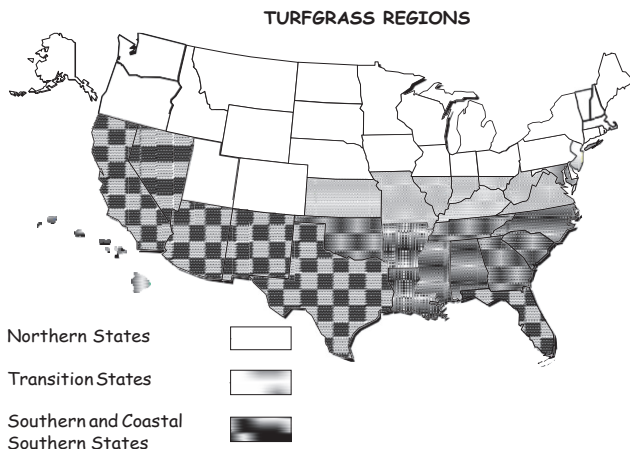 TURFGRASS REGIONS
Northern States
Transition States
Southern and Coastal
Southern States